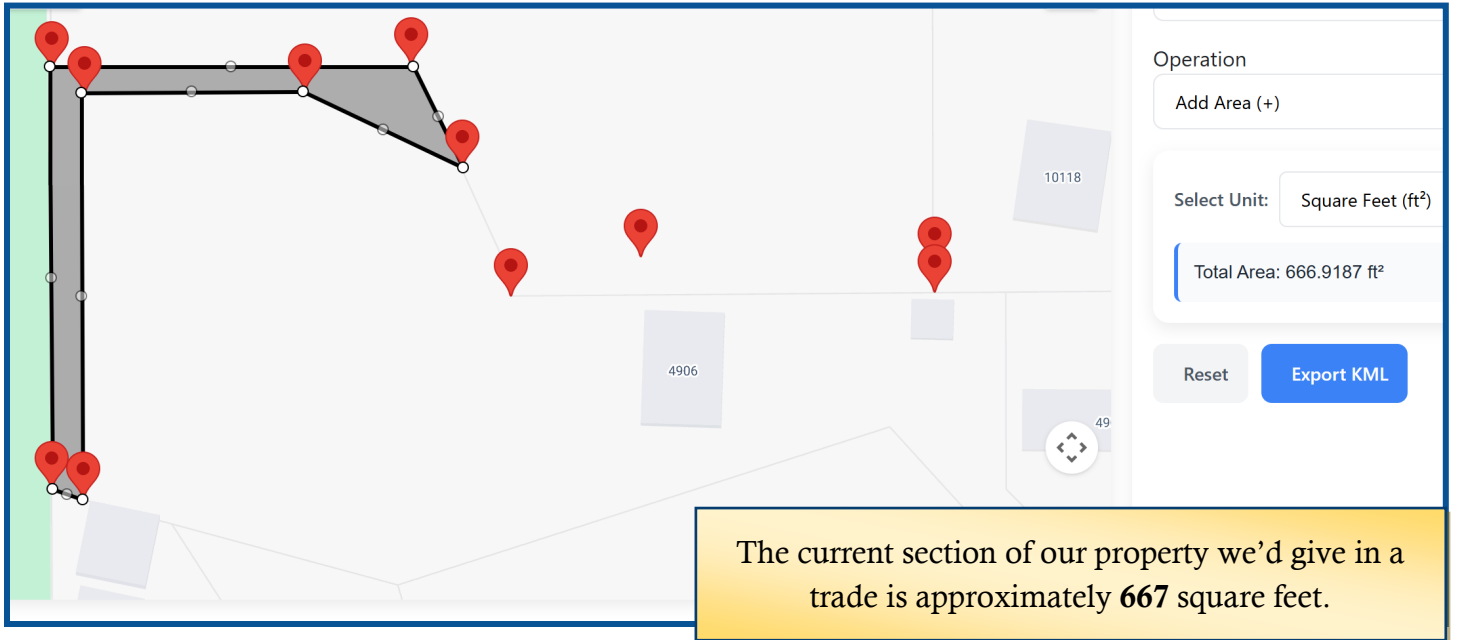 Operation
Add Area (+)
10118
Select Unit:
Square Feet (ft²)
Total Area: 666.9187 ft²
4906
Reset
Export KML
49
The current section of our property we’d give in a
trade is approximately 667 square feet.